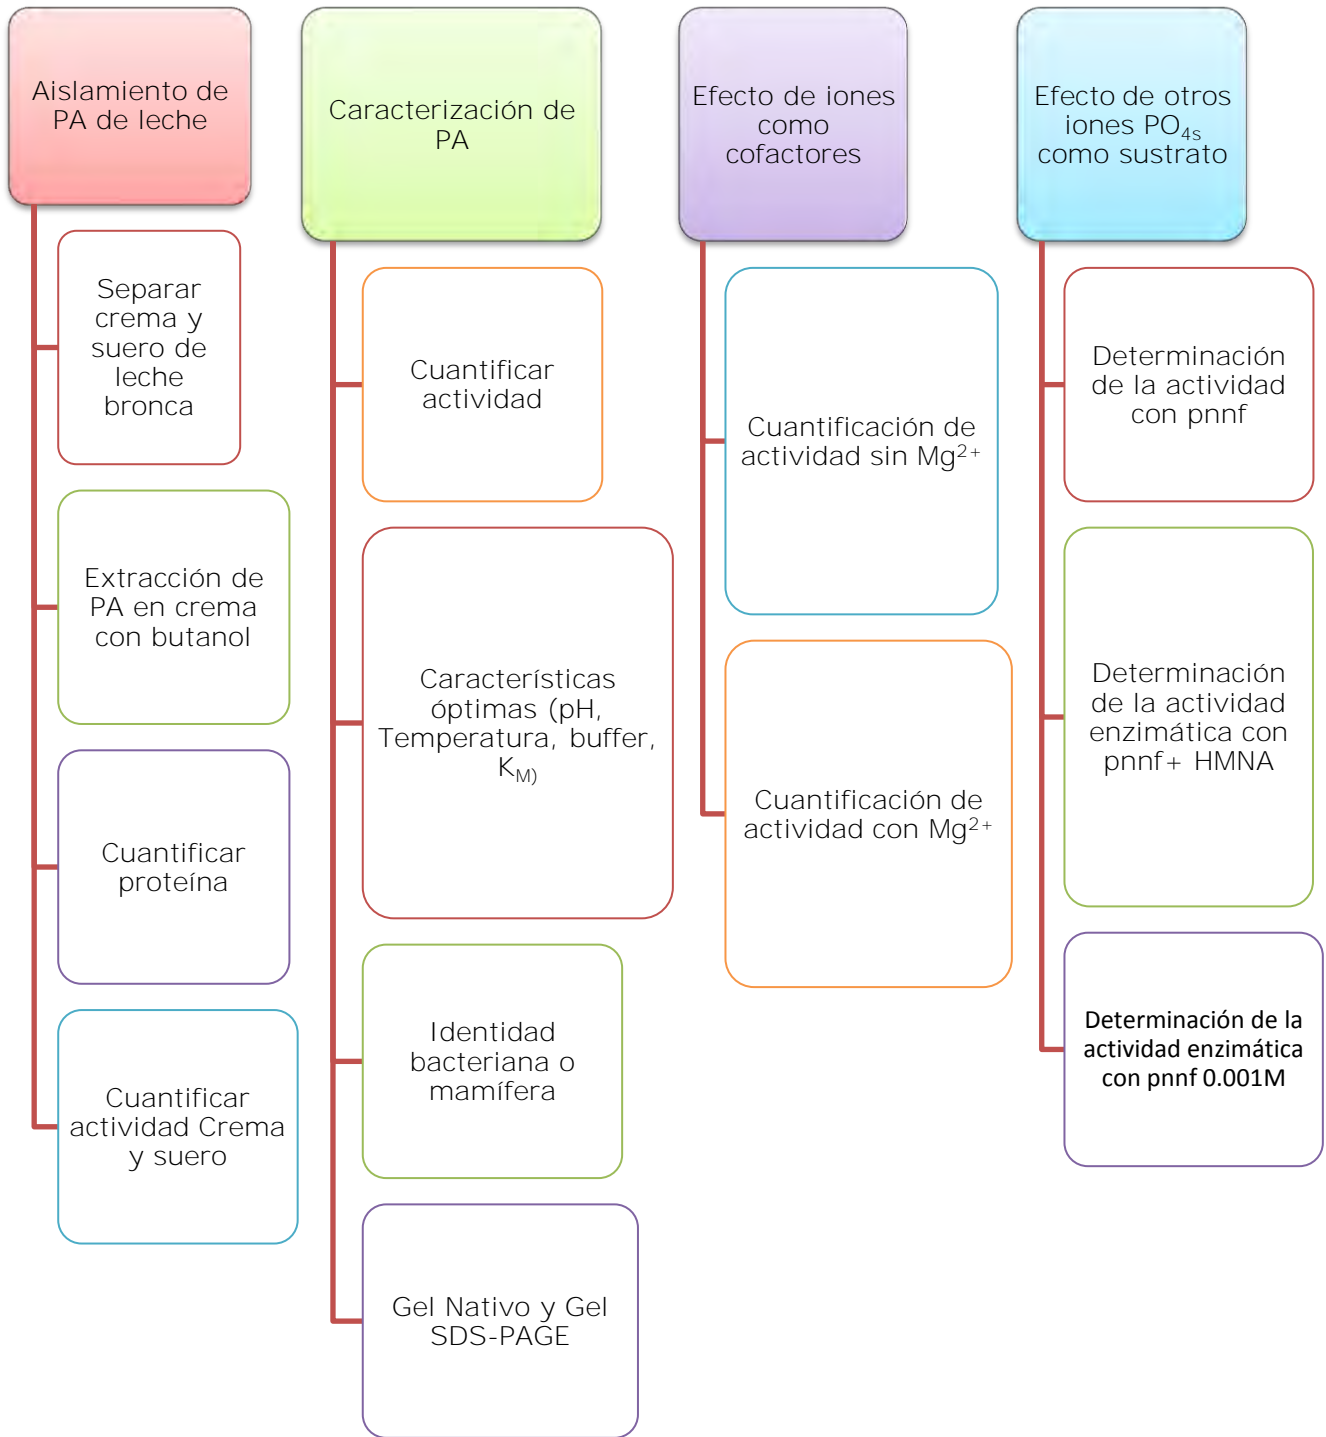 Aislamiento de
PA de leche
Separar
crema y
suero de
leche
bronca
Extracción de
PA en crema
con butanol
Cuantificar
proteína
Cuantificar
actividad Crema
y suero
Caracterización de
PA
Cuantificar
actividad
Características
óptimas (pH,
Temperatura, buffer,
K_M)
Identidad
bacteriana o
mamífera
Gel Nativo y Gel
SDS-PAGE
Efecto de iones
como
cofactores
Cuantificación de
actividad sin Mg²⁺
Cuantificación de
actividad con Mg²⁺
Efecto de otros
iones PO₄ₛ
como sustrato
Determinación
de la actividad
con pnnf
Determinación
de la actividad
enzimática con
pnnf+ HMNA
Determinación de la
actividad enzimática
con pnnf 0.001M